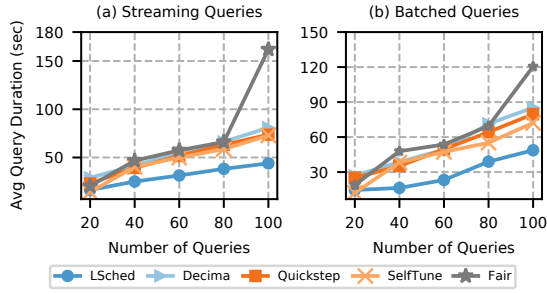 (a) Streaming Queries
(b) Batched Queries
Avg Query Duration (sec)
180
150
100
50
20 40 60 80 100
Number of Queries
150
90
60
30
20 40 60 80 100
Number of Queries
LSched Decima Quickstep SelfTune Fair